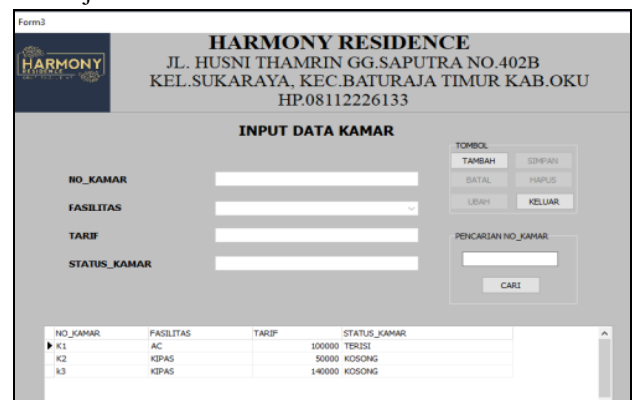 Form3
HARMONY
RESIDENCE
HARMONY RESIDENCE
JL. HUSNI THAMRIN GG.SAPUTRA NO.402B
KEL.SUKARAYA, KEC.BATURAJA TIMUR KAB.OKU
HP.08112226133
INPUT DATA KAMAR
TOMBOL
TAMBAH SIMPAN
BATAL HAPUS
UBAH KELUAR
NO_KAMAR
FASILITAS
TARIF
STATUS_KAMAR
PENCARIAN NO_KAMAR
CARI
NO_KAMAR FASILITAS TARIF STATUS_KAMAR
K1 AC 100000 TERISI
K2 KIPAS 50000 KOSONG
k3 KIPAS 140000 KOSONG